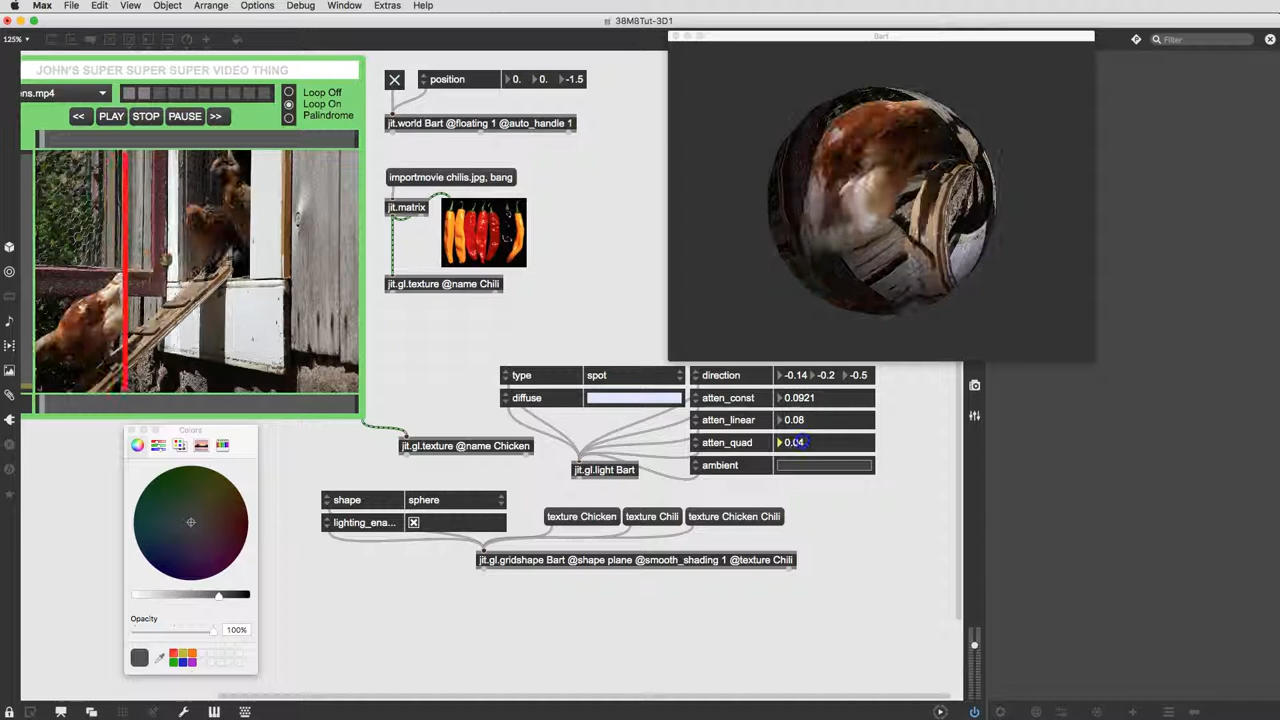 Max File Edit View Object Arrange Options Debug Window Extras Help
38M8Tut-3D1
125%
Filter
Bart
JOHN'S SUPER SUPER SUPER VIDEO THING
ns.mp4
Loop Off
Loop On
Palindrome
<< PLAY STOP PAUSE >>
position 0. 0. -1.5
jit.world Bart @floating 1 @auto_handle 1
importmovie chilis.jpg, bang
jit.matrix
jit.gl.texture @name Chili
type spot
diffuse
direction -0.14 -0.2 -0.5
atten_const 0.0921
atten_linear 0.08
atten_quad 0.04
ambient
jit.gl.texture @name Chicken
jit.gl.light Bart
shape sphere
lighting_ena...
texture Chicken texture Chili texture Chicken Chili
jit.gl.gridshape Bart @shape plane @smooth_shading 1 @texture Chili
Colors
Opacity
100%